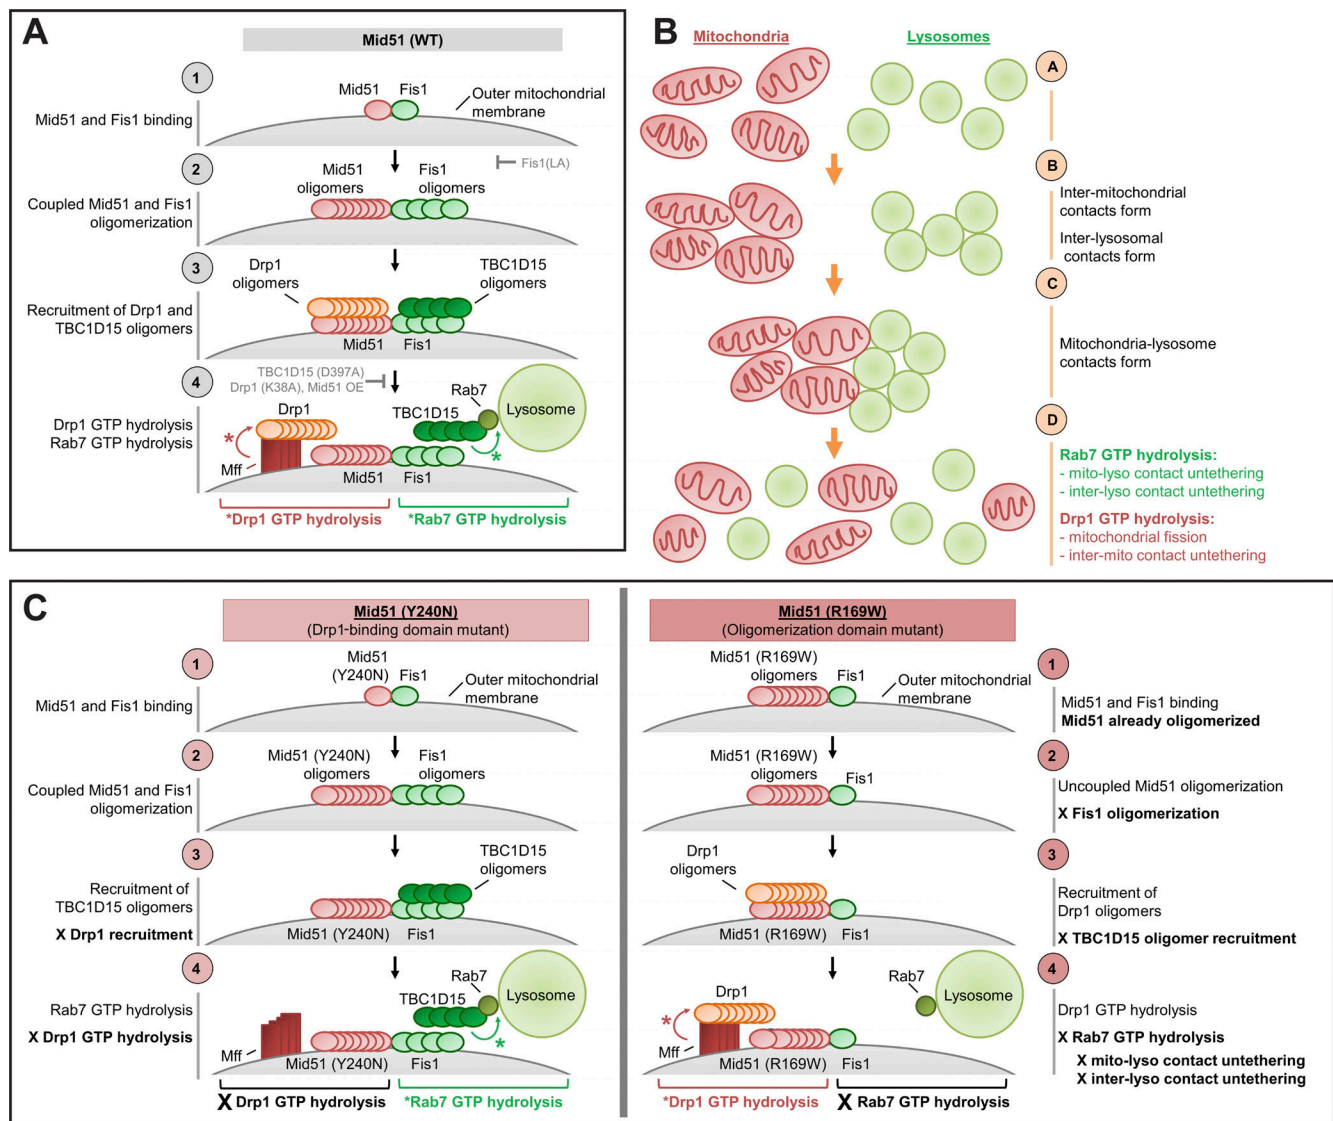 A
Mid51 (WT)
1
Mid51 and Fis1 binding
Mid51
Fis1
Outer mitochondrial
membrane
Fis1(LA)
2
Coupled Mid51 and Fis1
oligomerization
Mid51
oligomers
Fis1
oligomers
3
Recruitment of Drp1 and
TBC1D15 oligomers
Drp1
oligomers
TBC1D15
oligomers
Mid51
Fis1
4
Drp1 GTP hydrolysis
Rab7 GTP hydrolysis
TBC1D15 (D397A)
Drp1 (K38A), Mid51 OE
Drp1
*
Mff
TBC1D15
Rab7
Lysosome
*
Mid51
Fis1
*Drp1 GTP hydrolysis
*Rab7 GTP hydrolysis
B
Mitochondria
Lysosomes
A
B
Inter-mitochondrial
contacts form
Inter-lysosomal
contacts form
C
Mitochondria-lysosome
contacts form
D
Rab7 GTP hydrolysis:
- mito-lyso contact untethering
- inter-lyso contact untethering
Drp1 GTP hydrolysis:
- mitochondrial fission
- inter-mito contact untethering
C
Mid51 (Y240N)
(Drp1-binding domain mutant)
1
Mid51 and Fis1 binding
Mid51
(Y240N)
Fis1
Outer mitochondrial
membrane
2
Coupled Mid51 and Fis1
oligomerization
Mid51 (Y240N)
oligomers
Fis1
oligomers
3
Recruitment of
TBC1D15 oligomers
X Drp1 recruitment
TBC1D15
oligomers
Mid51 (Y240N)
Fis1
4
Rab7 GTP hydrolysis
X Drp1 GTP hydrolysis
Mff
TBC1D15
Rab7
Lysosome
*
Mid51 (Y240N)
Fis1
X Drp1 GTP hydrolysis
*Rab7 GTP hydrolysis
Mid51 (R169W)
(Oligomerization domain mutant)
Mid51 (R169W)
oligomers
Fis1
Outer mitochondrial
membrane
1
Mid51 and Fis1 binding
Mid51 already oligomerized
Mid51 (R169W)
oligomers
Fis1
2
Uncoupled Mid51 oligomerization
X Fis1 oligomerization
Drp1
oligomers
Mid51 (R169W)
Fis1
3
Recruitment of
Drp1 oligomers
X TBC1D15 oligomer recruitment
Drp1
*
Mff
Rab7
Lysosome
Mid51 (R169W)
Fis1
*Drp1 GTP hydrolysis
X Rab7 GTP hydrolysis
4
Drp1 GTP hydrolysis
X Rab7 GTP hydrolysis
X mito-lyso contact untethering
X inter-lyso contact untethering